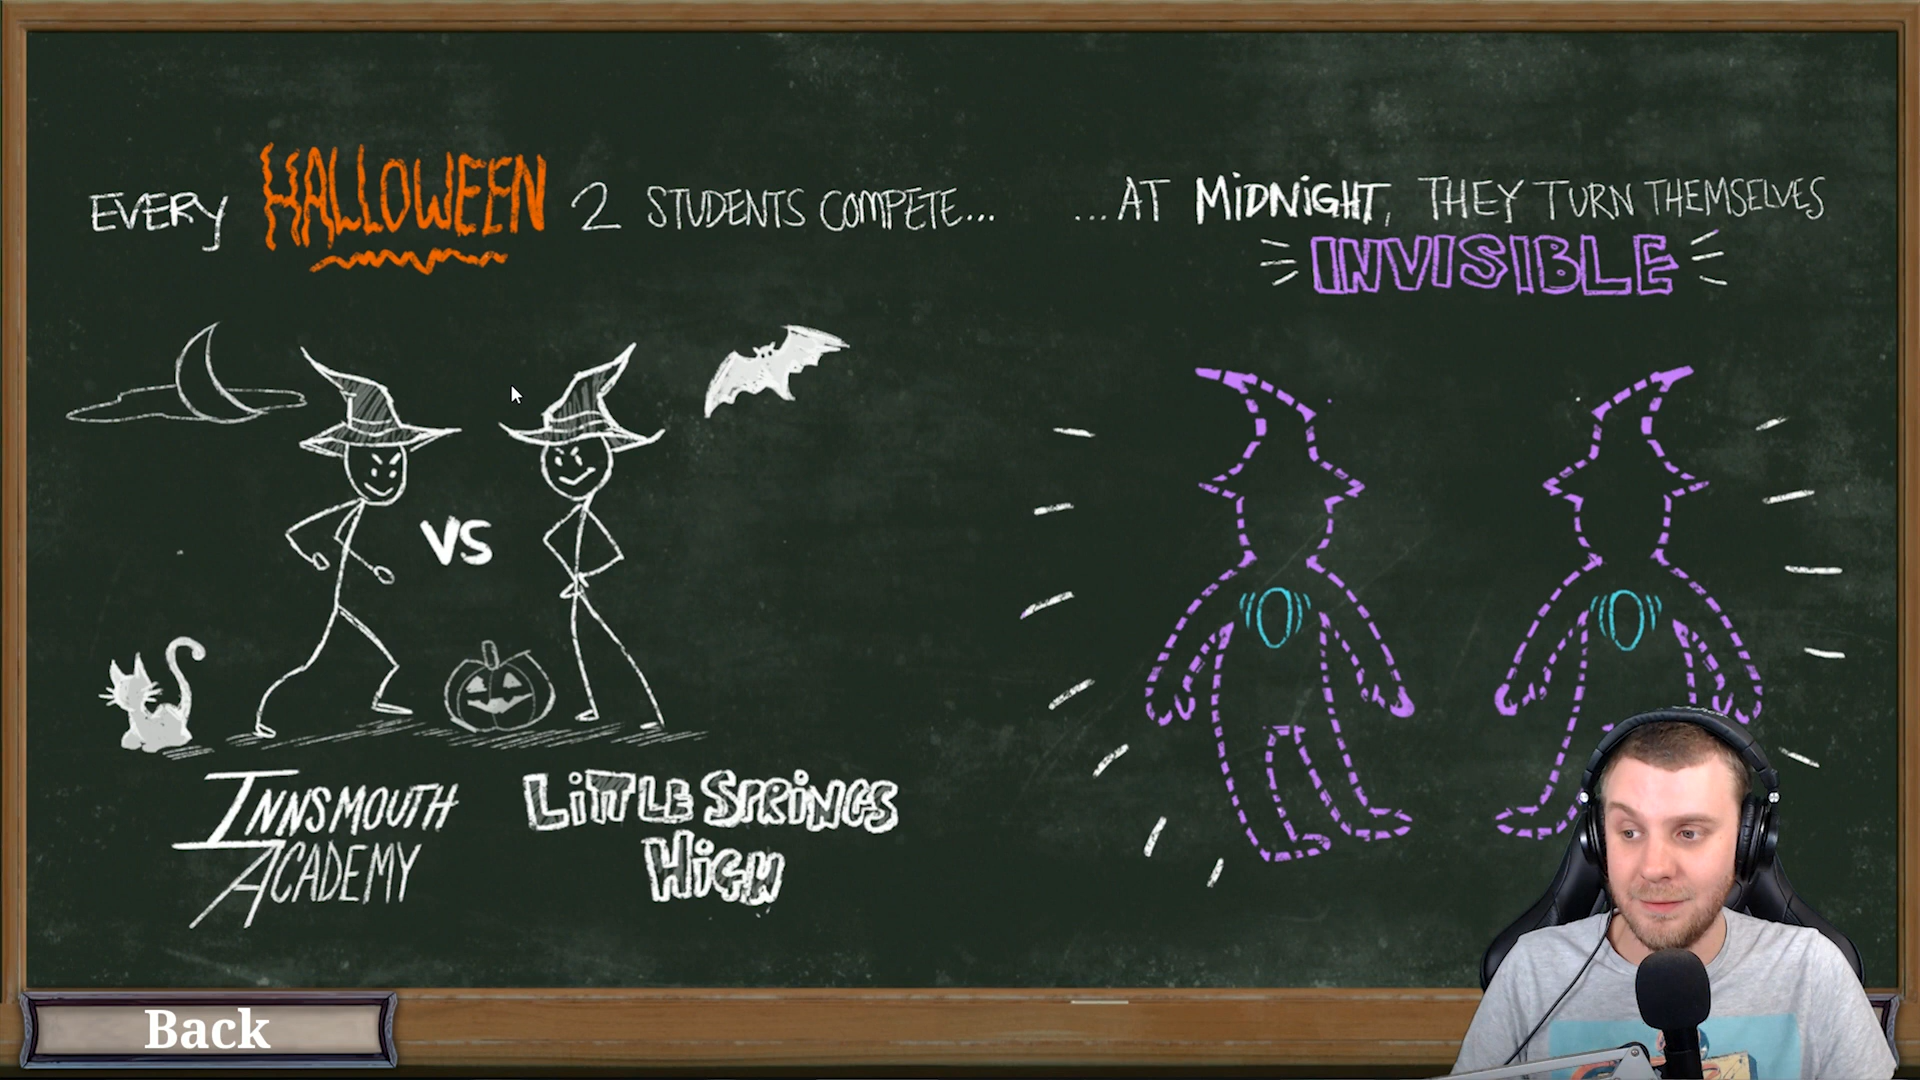 EVERY HALLOWEEN 2 STUDENTS COMPETE...
...AT MIDNIGHT, THEY TURN THEMSELVES
INVISIBLE
VS
INNSMOUTH
ACADEMY
LITTLE SPRINGS
HIGH
Back